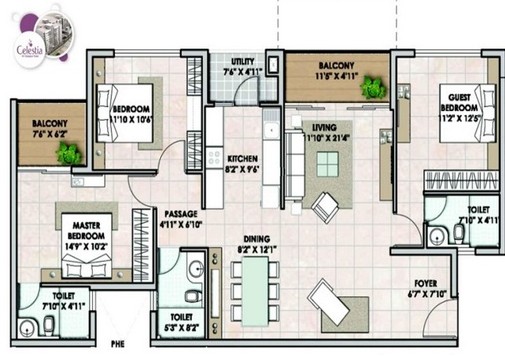 Celestia
UTILITY
7'6" X 4'11"
BALCONY
11'5" X 4'11"
BEDROOM
11'10 X 10'6"
GUEST
BEDROOM
11'2" X 12'5"
BALCONY
7'6" X 6'2"
LIVING
11'10" X 21'4"
KITCHEN
8'2" X 9'6"
PASSAGE
4'11" X 6'10"
TOILET
7'10" X 4'11"
MASTER
BEDROOM
14'9" X 10'2"
DINING
8'2" X 12'1"
FOYER
6'7" X 7'10"
TOILET
7'10" X 4'11"
TOILET
5'3" X 8'2"
PHE